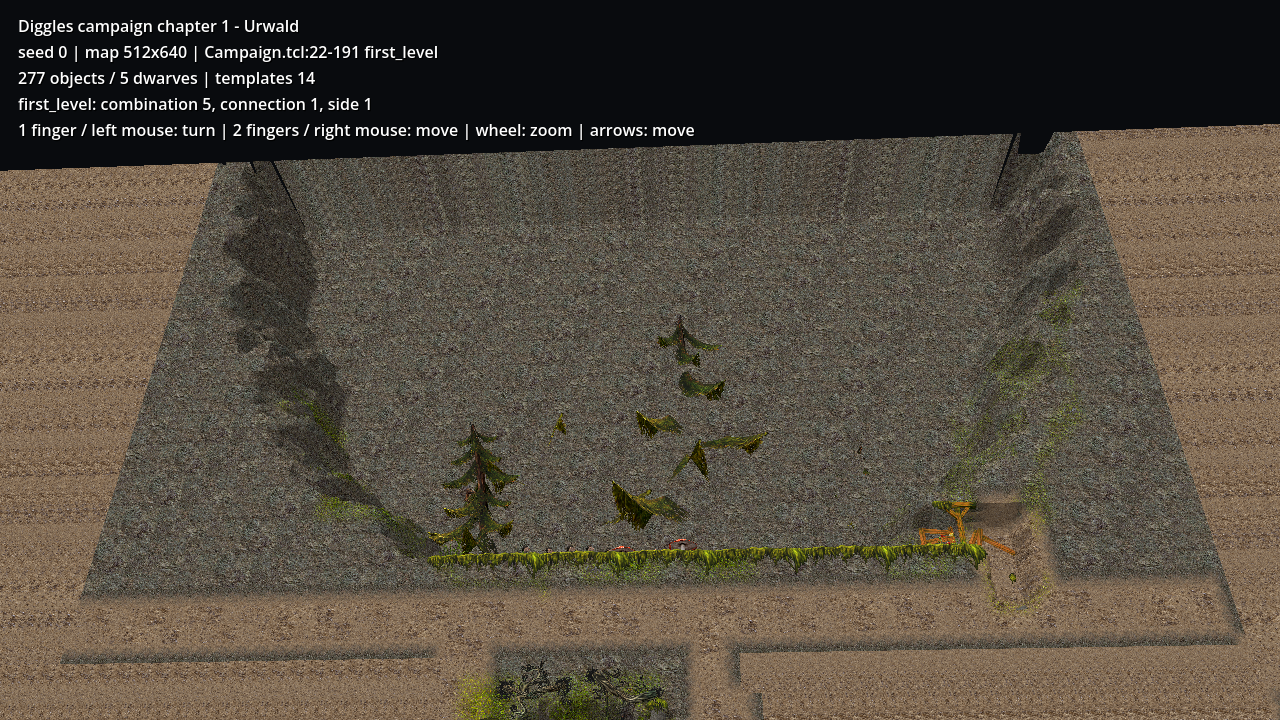 Diggles campaign chapter 1 - Urwald
seed 0 | map 512x640 | Campaign.tcl:22-191 first_level
277 objects / 5 dwarves | templates 14
first_level: combination 5, connection 1, side 1
1 finger / left mouse: turn | 2 fingers / right mouse: move | wheel: zoom | arrows: move